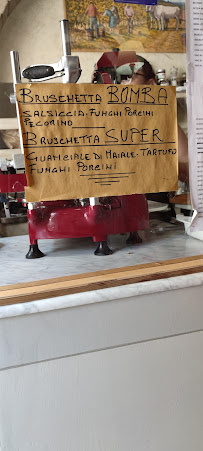 BRUSCHETTA BOMBA
SALSICCIA-FUNGHI PORCINI
PECORINO
BRUSCHETTA SUPER
GUANCIALE DI MAIALE-TARTUFO
FUNGHI PORCINI